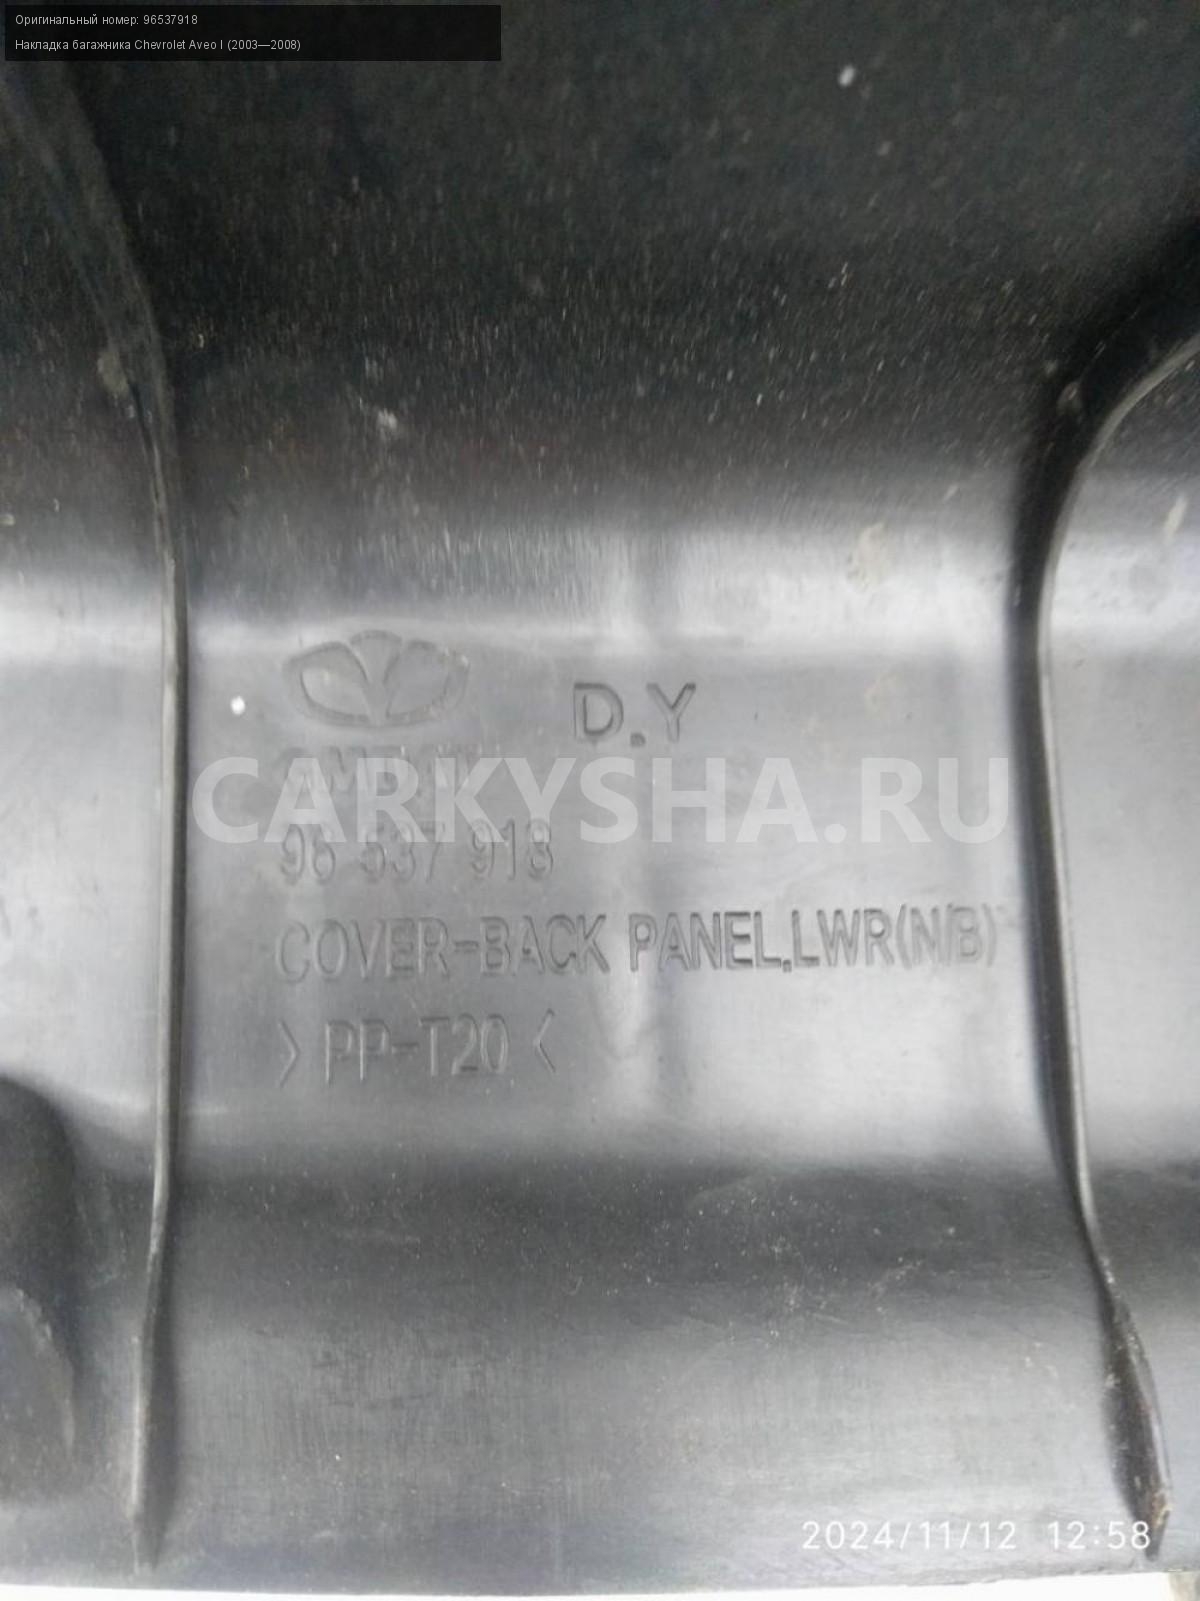 Оригинальный номер: 96537918
Накладка багажника Chevrolet Aveo I (2003—2008)
D.Y
CARKYSHA.RU
96 537 918
COVER-BACK PANEL,LWR(N/B)
>PP-T20<
2024/11/12 12:58